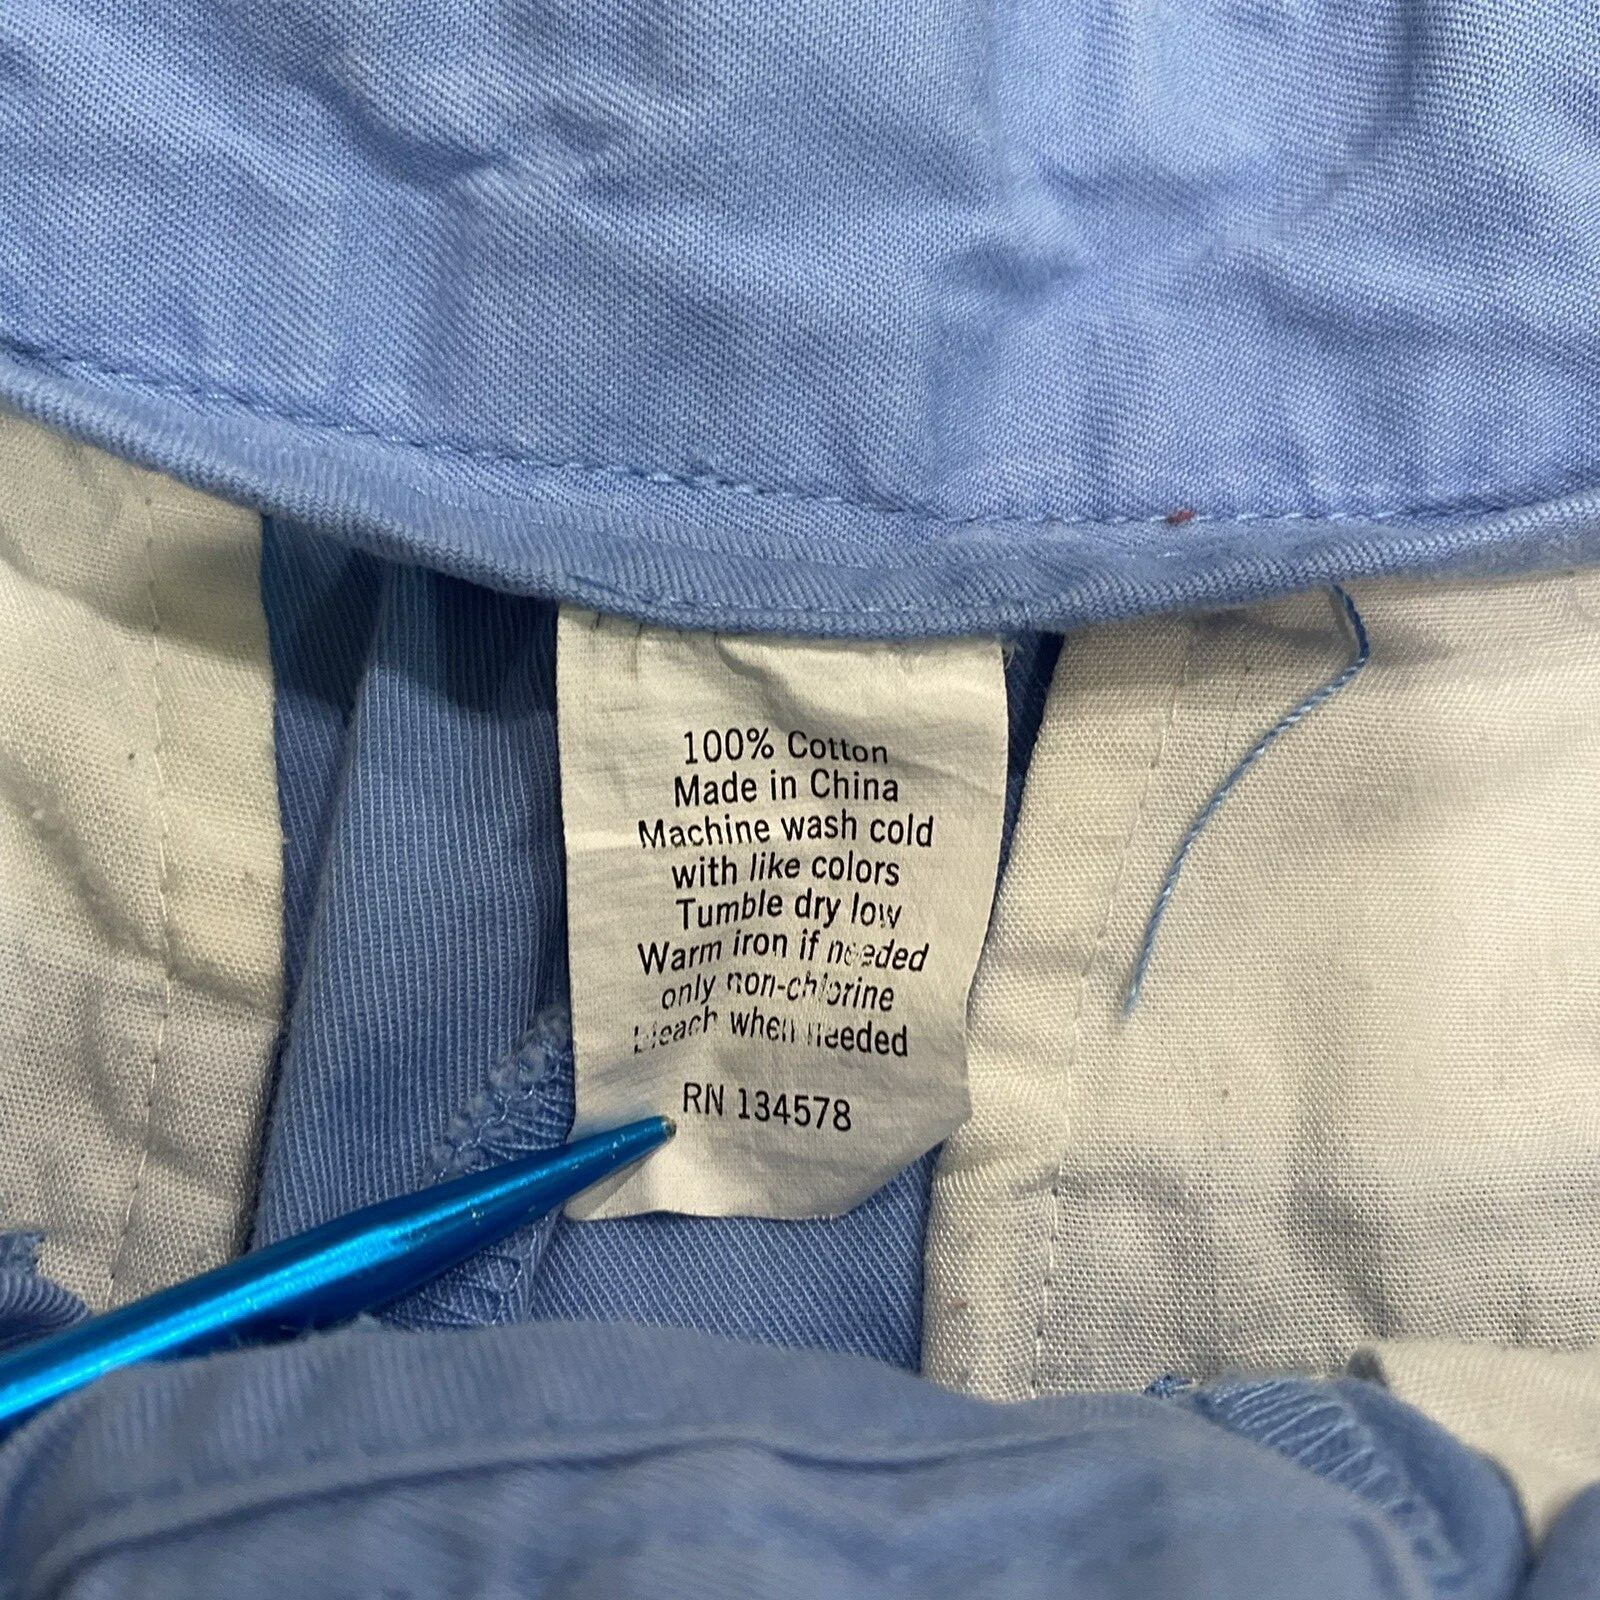 100% Cotton
Made in China
Machine wash cold
with like colors
Tumble dry low
Warm iron if needed
only non-chlorine
bleach when needed
RN 134578